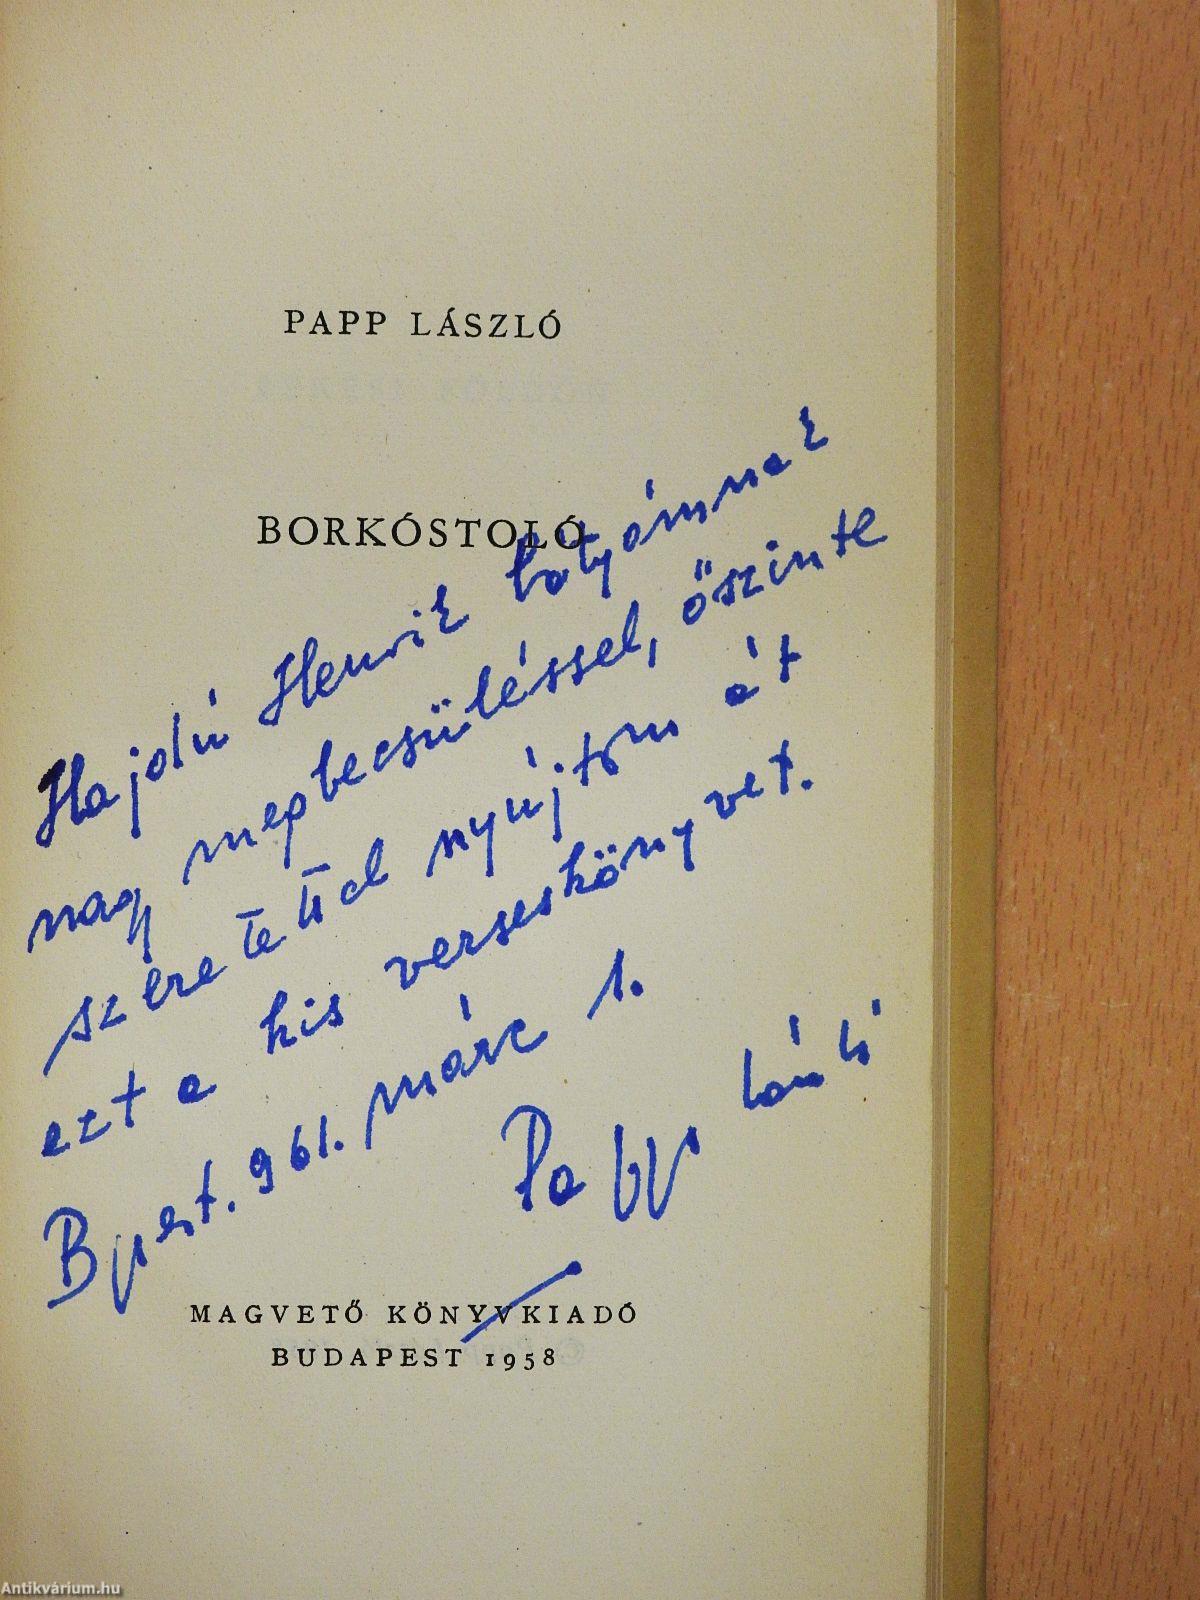 PAPP LÁSZLÓ
BORKÓSTOLÓ
Hajdú Henrik bátyámnak
nagy megbecsüléssel, őszinte
szeretettel nyújtom át
ezt a kis verseskönyvet.
Bpest. 961. márc 1.
Papp László
MAGVETŐ KÖNYVKIADÓ
BUDAPEST 1958
Antikvárium.hu